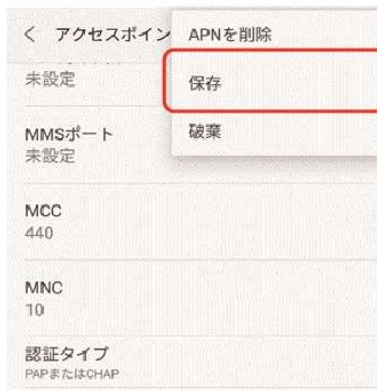 アクセスポイン
APNを削除
保存
破棄
未設定
MMSポート
未設定
MCC
440
MNC
10
認証タイプ
PAPまたはCHAP